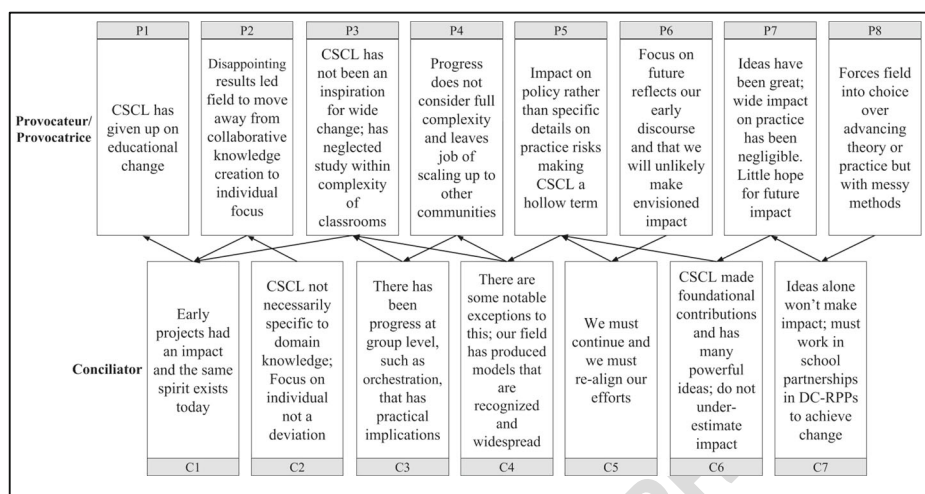 P1
P2
P3
P4
P5
P6
P7
P8
Provocateur/
Provocatrice
CSCL has
given up on
educational
change
Disappointing
results led
field to move
away from
collaborative
knowledge
creation to
individual
focus
CSCL has
not been an
inspiration
for wide
change; has
neglected
study within
complexity
of
classrooms
Progress
does not
consider full
complexity
and leaves
job of
scaling up to
other
communities
Impact on
policy rather
than specific
details on
practice risks
making
CSCL a
hollow term
Focus on
future
reflects our
early
discourse
and that we
will unlikely
make
envisioned
impact
Ideas have
been great;
wide impact
on practice
has been
negligible.
Little hope
for future
impact
Forces field
into choice
over
advancing
theory or
practice but
with messy
methods
Conciliator
Early
projects had
an impact
and the same
spirit exists
today
CSCL not
necessarily
specific to
domain
knowledge;
Focus on
individual
not a
deviation
There has
been
progress at
group level,
such as
orchestration,
that has
practical
implications
There are
some notable
exceptions to
this; our field
has produced
models that
are
recognized
and
widespread
We must
continue and
we must
re-align our
efforts
CSCL made
foundational
contributions
and has
many
powerful
ideas; do not
under-
estimate
impact
Ideas alone
won't make
impact; must
work in
school
partnerships
in DC-RPPs
to achieve
change
C1
C2
C3
C4
C5
C6
C7